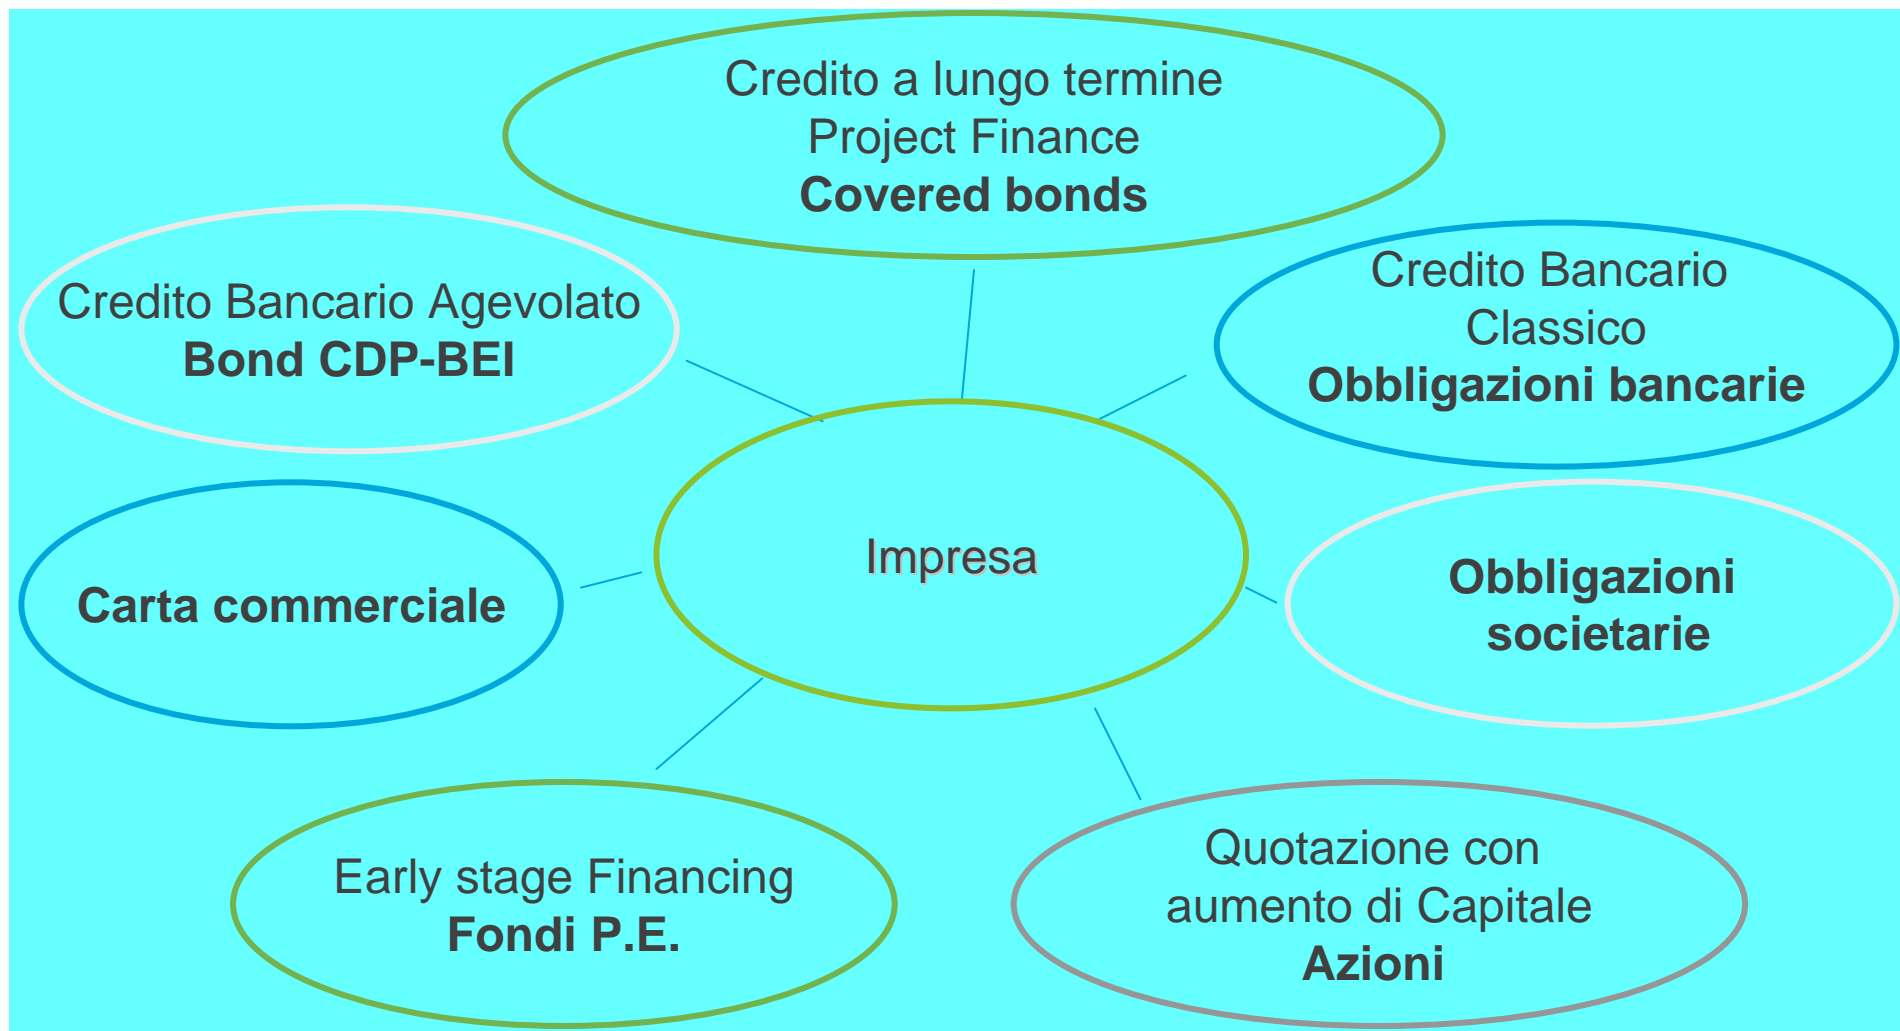 Credito a lungo termine
Project Finance
Covered bonds
Credito Bancario Agevolato
Bond CDP-BEI
Credito Bancario
Classico
Obbligazioni bancarie
Carta commerciale
Impresa
Obbligazioni
societarie
Early stage Financing
Fondi P.E.
Quotazione con
aumento di Capitale
Azioni